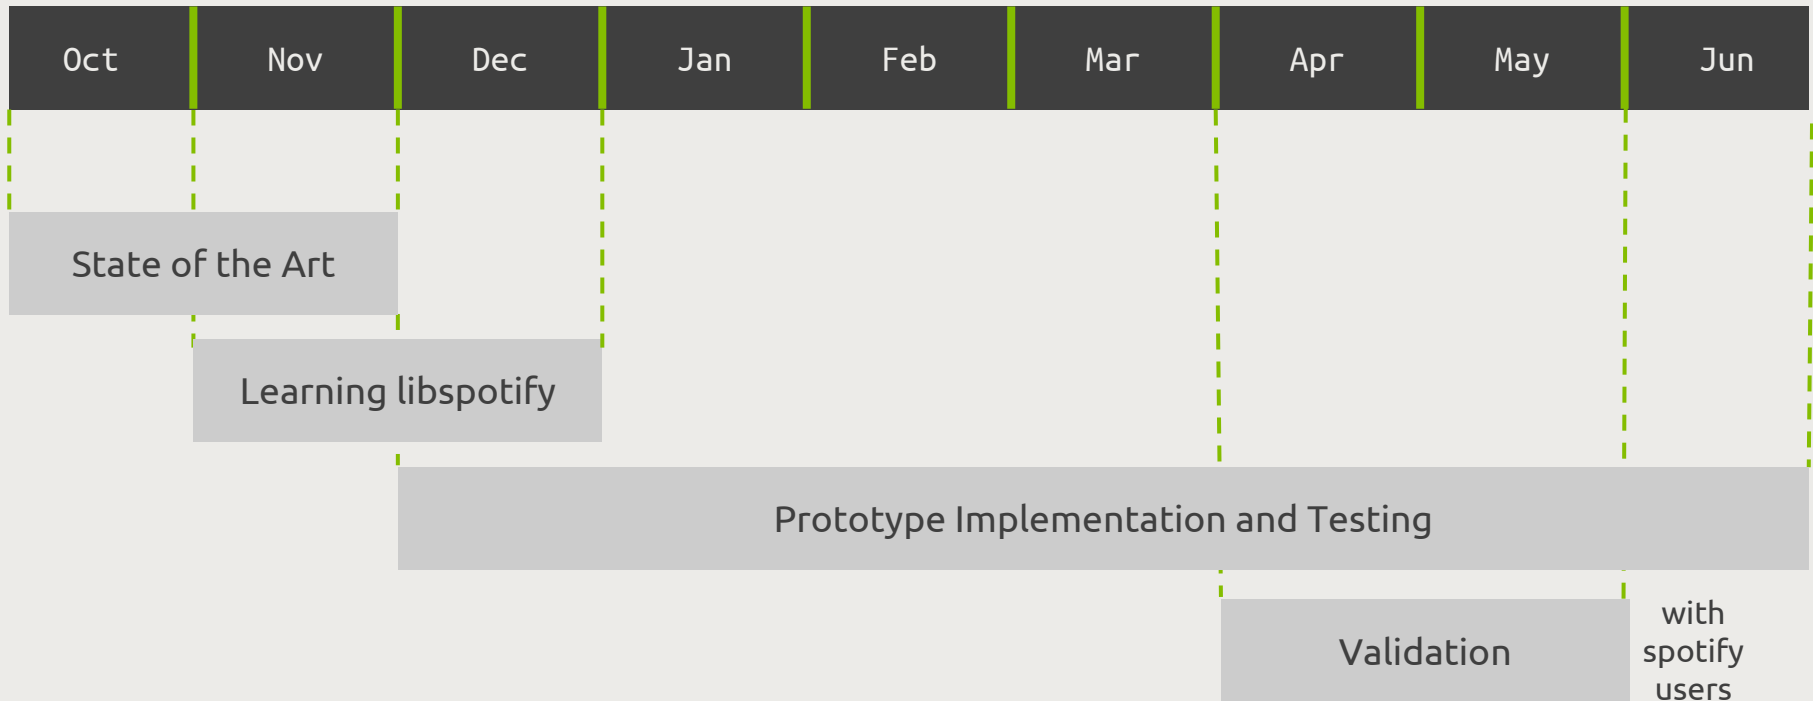 Oct Nov Dec Jan Feb Mar Apr May Jun
State of the Art
Learning libspotify
Prototype Implementation and Testing
Validation
with
spotify
users